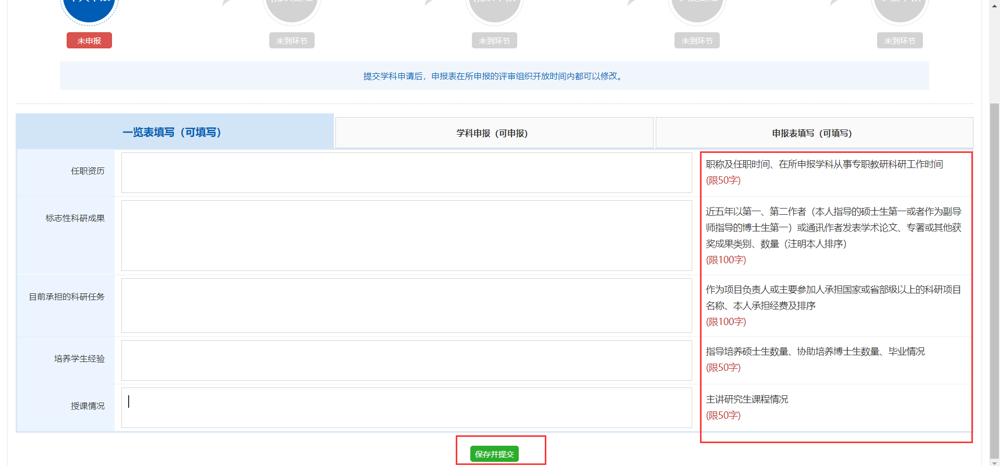 未申报
未到环节
未到环节
未到环节
未到环节
提交学科申请后，申报表在所申报的评审组织开放时间内都可以修改。
一览表填写（可填写）
学科申报（可申报）
申报表填写（可填写）
任职资历
职称及任职时间、在所申报学科从事专职教研科研工作时间
(限50字)
标志性科研成果
近五年以第一、第二作者（本人指导的硕士生第一或者作为副导
师指导的博士生第一）或通讯作者发表学术论文、专著或其他获
奖成果类别、数量（注明本人排序）
(限100字)
目前承担的科研任务
作为项目负责人或主要参加人承担国家或省部级以上的科研项目
名称、本人承担经费及排序
(限100字)
培养学生经验
指导培养硕士生数量、协助培养博士生数量、毕业情况
(限50字)
授课情况
主讲研究生课程情况
(限50字)
保存并提交